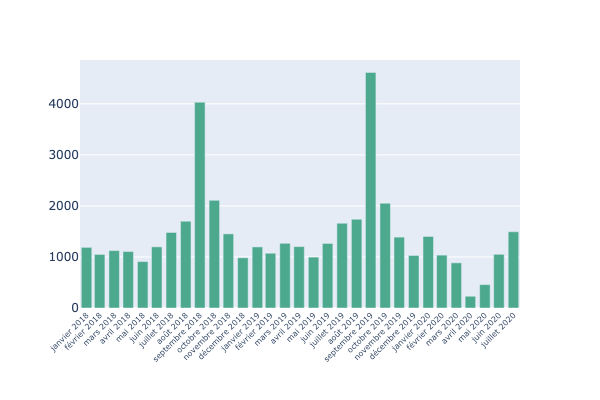 4000
3000
2000
1000
0
janvier 2018
février 2018
mars 2018
avril 2018
mai 2018
juin 2018
juillet 2018
août 2018
septembre 2018
octobre 2018
novembre 2018
décembre 2018
janvier 2019
février 2019
mars 2019
avril 2019
mai 2019
juin 2019
juillet 2019
août 2019
septembre 2019
octobre 2019
novembre 2019
décembre 2019
janvier 2020
février 2020
mars 2020
avril 2020
mai 2020
juin 2020
juillet 2020